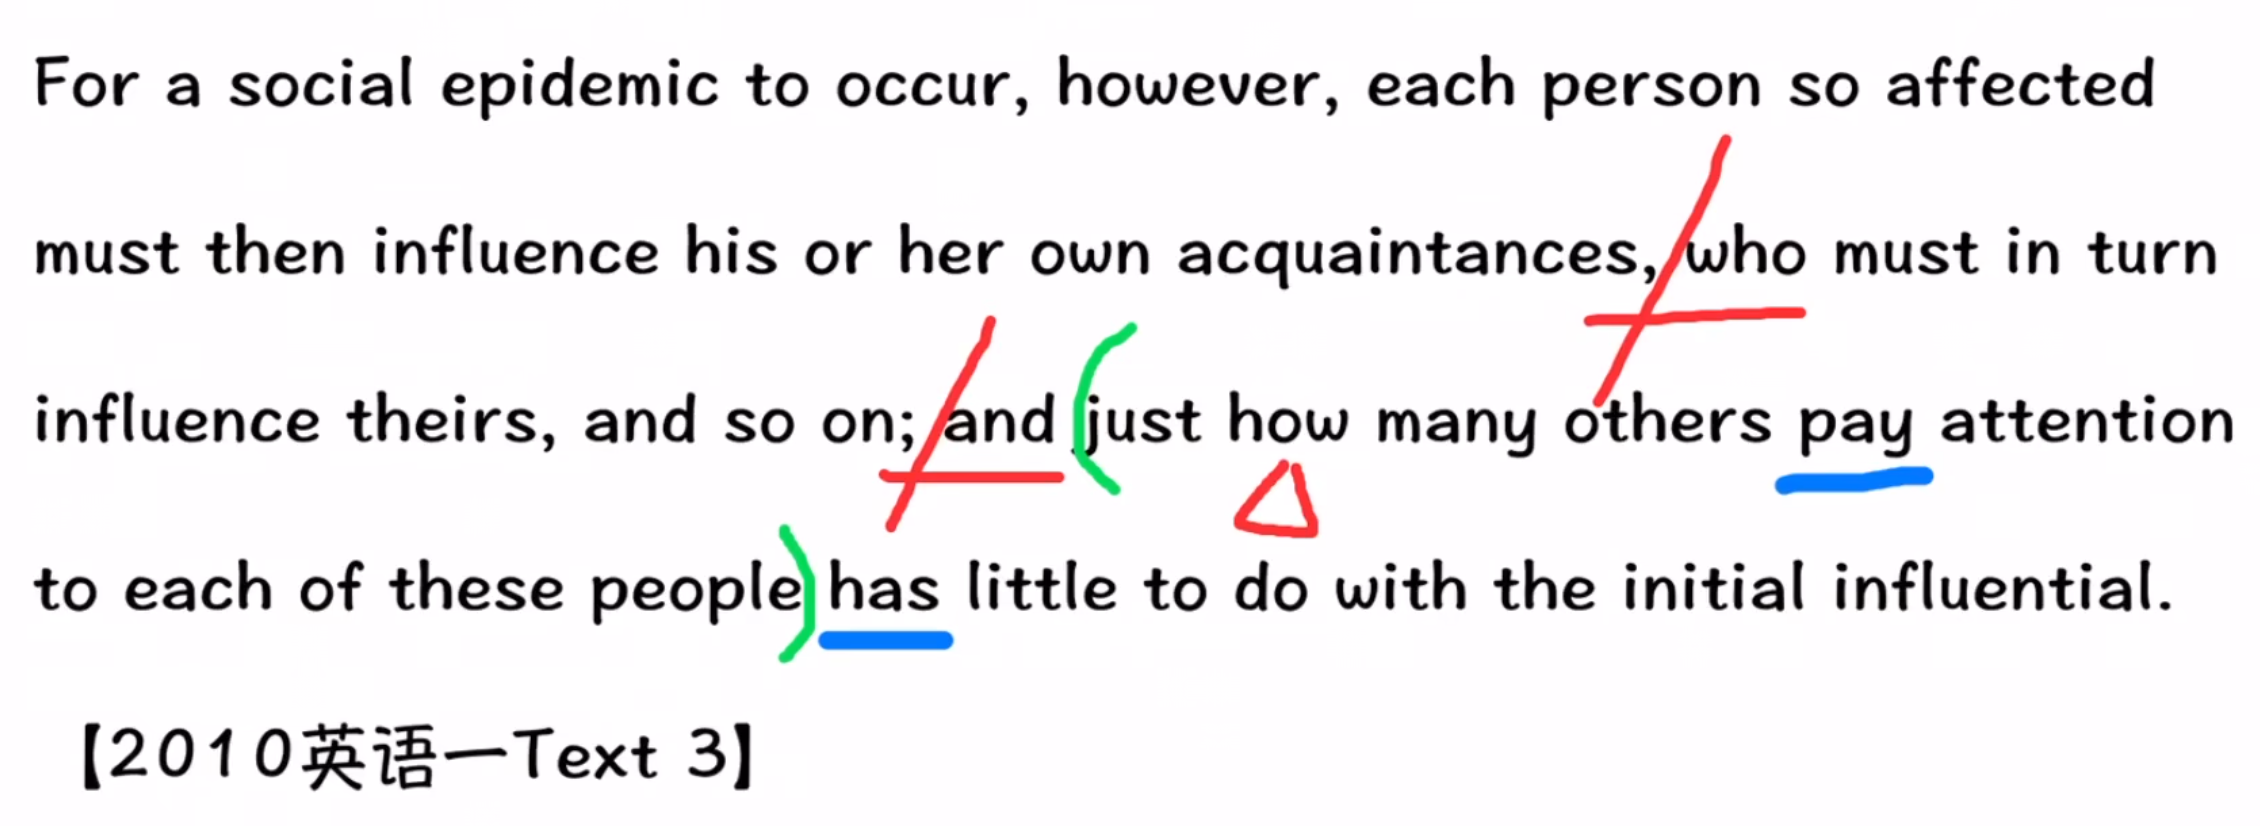 For a social epidemic to occur, however, each person so affected
must then influence his or her own acquaintances, who must in turn
influence theirs, and so on; and just how many others pay attention
to each of these people has little to do with the initial influential.
【2010英语一Text 3】